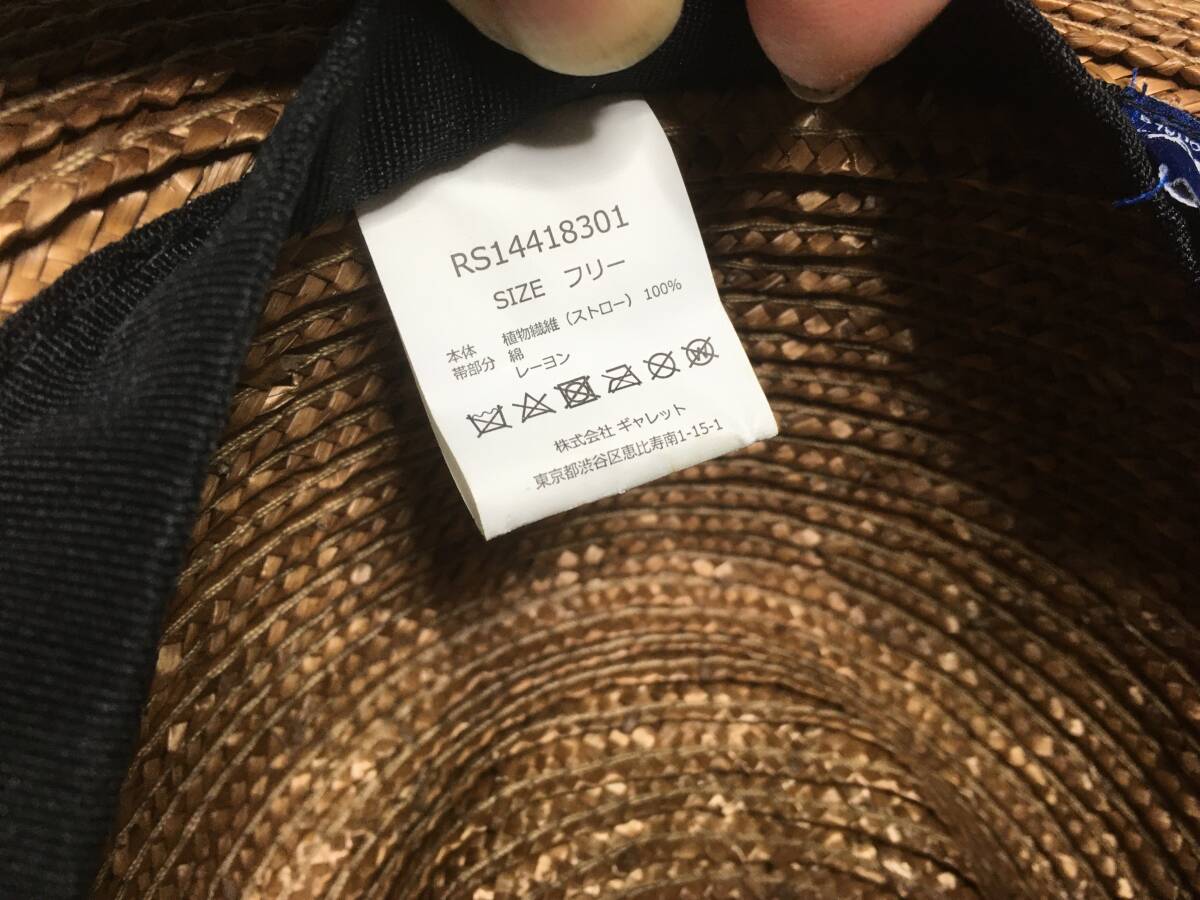 RS14418301
SIZE フリー
本体 植物繊維(ストロー) 100%
帯部分 綿
レーヨン
株式会社 ギャレット
東京都渋谷区恵比寿南1-15-1